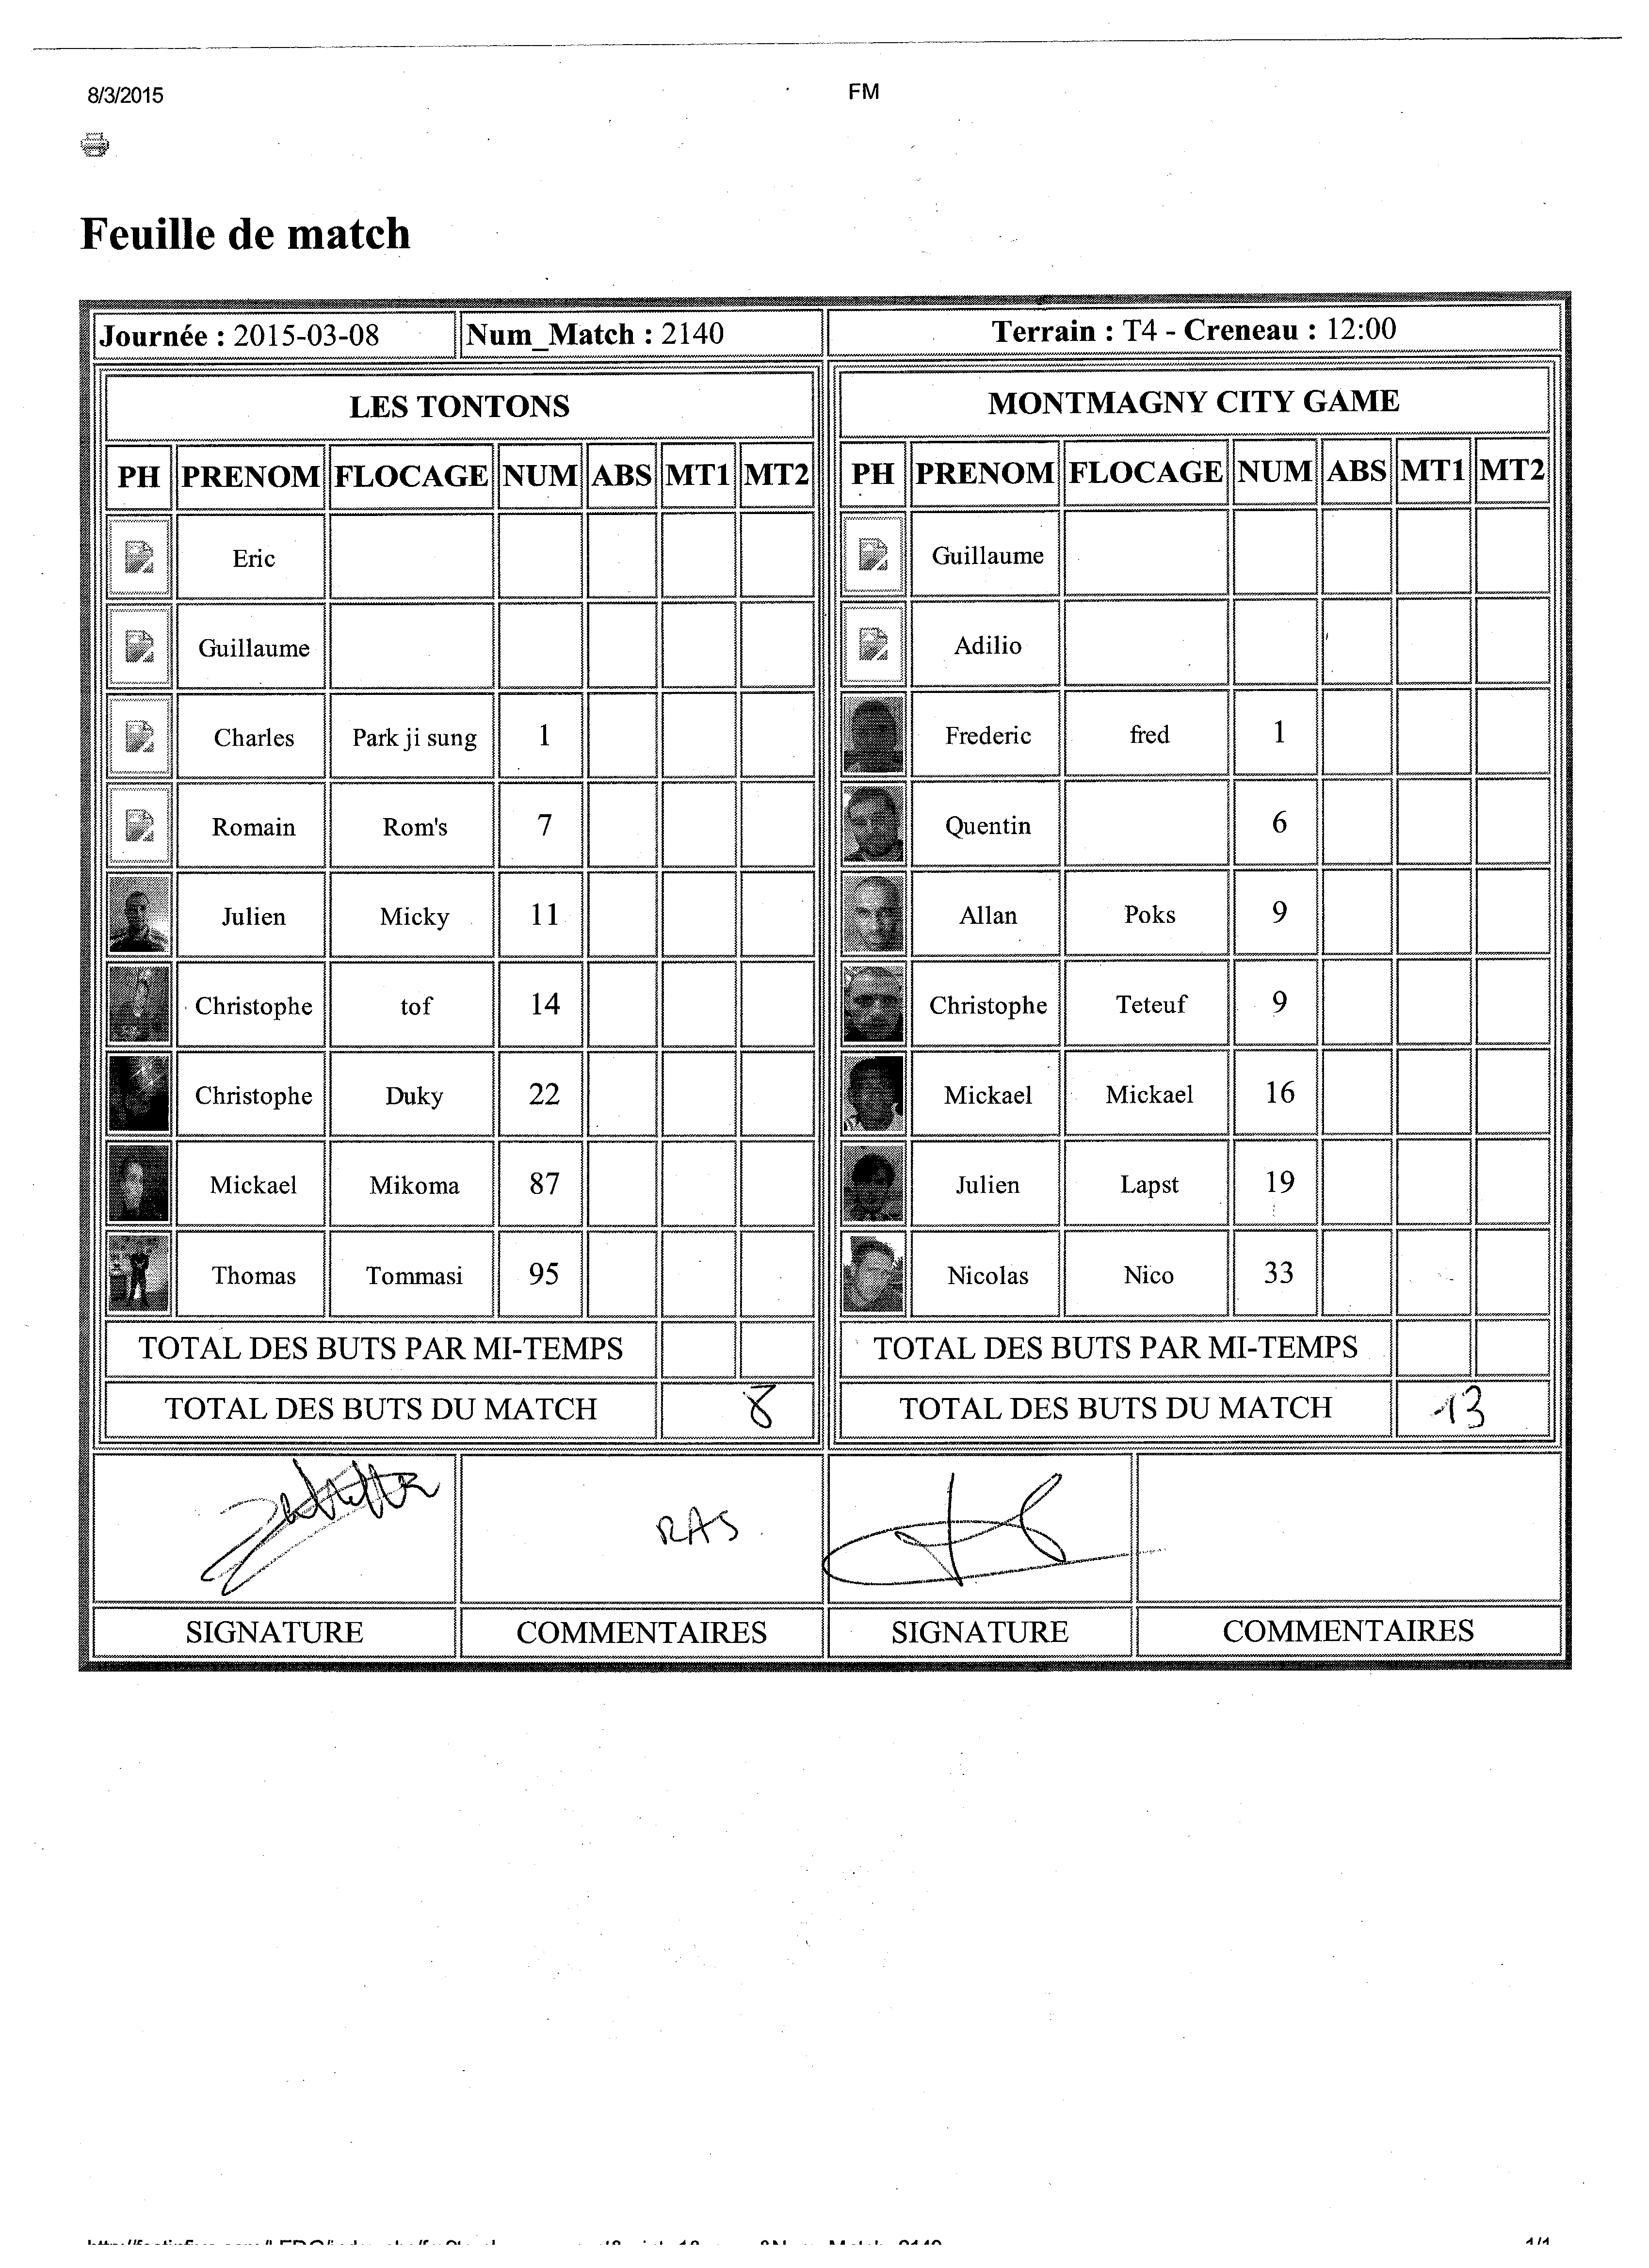 8/3/2015 FM
Feuille de match
Journée : 2015-03-08 Num_Match : 2140 Terrain : T4 - Creneau : 12:00
LES TONTONS MONTMAGNY CITY GAME
PH PRENOM FLOCAGE NUM ABS MT1 MT2 PH PRENOM FLOCAGE NUM ABS MT1 MT2
Eric Guillaume
Guillaume Adilio
Charles Park ji sung 1 Frederic fred 1
Romain Rom's 7 Quentin 6
Julien Micky 11 Allan Poks 9
Christophe tof 14 Christophe Teteuf 9
Christophe Duky 22 Mickael Mickael 16
Mickael Mikoma 87 Julien Lapst 19
Thomas Tommasi 95 Nicolas Nico 33
TOTAL DES BUTS PAR MI-TEMPS TOTAL DES BUTS PAR MI-TEMPS
TOTAL DES BUTS DU MATCH 8 TOTAL DES BUTS DU MATCH 13
RAS
SIGNATURE COMMENTAIRES SIGNATURE COMMENTAIRES
1/1